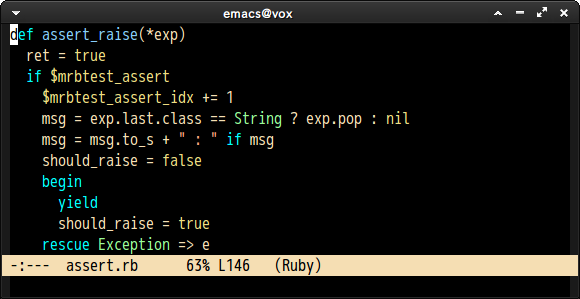 emacs@vox
def assert_raise(*exp)
  ret = true
  if $mrbtest_assert
    $mrbtest_assert_idx += 1
    msg = exp.last.class == String ? exp.pop : nil
    msg = msg.to_s + " : " if msg
    should_raise = false
    begin
      yield
      should_raise = true
    rescue Exception => e
-:---  assert.rb      63% L146   (Ruby)